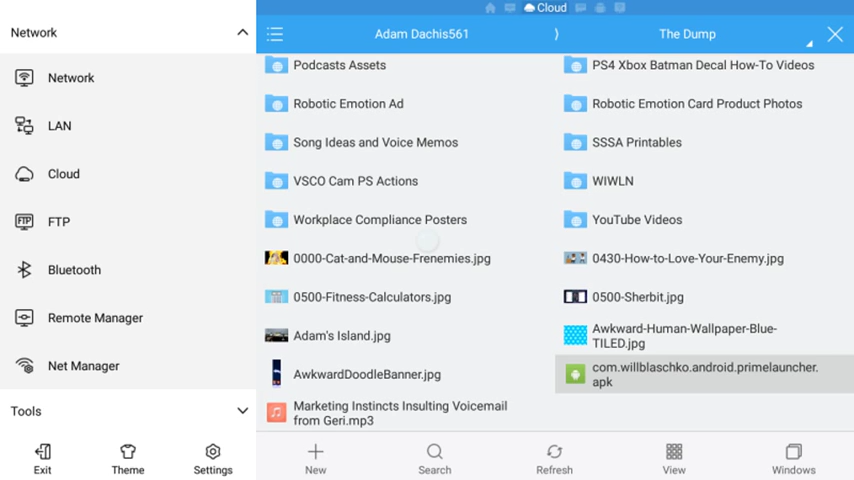 Network
Network
LAN
Cloud
FTP
FTP
Bluetooth
Remote Manager
Net Manager
Tools
Exit
Theme
Settings
Cloud
Adam Dachis561
The Dump
Podcasts Assets
PS4 Xbox Batman Decal How-To Videos
Robotic Emotion Ad
Robotic Emotion Card Product Photos
Song Ideas and Voice Memos
SSSA Printables
VSCO Cam PS Actions
WIWLN
Workplace Compliance Posters
YouTube Videos
0000-Cat-and-Mouse-Frenemies.jpg
0430-How-to-Love-Your-Enemy.jpg
0500-Fitness-Calculators.jpg
0500-Sherbit.jpg
Adam's Island.jpg
Awkward-Human-Wallpaper-Blue-
TILED.jpg
AwkwardDoodleBanner.jpg
com.willblaschko.android.primelauncher.
apk
Marketing Instincts Insulting Voicemail
from Geri.mp3
New
Search
Refresh
View
Windows